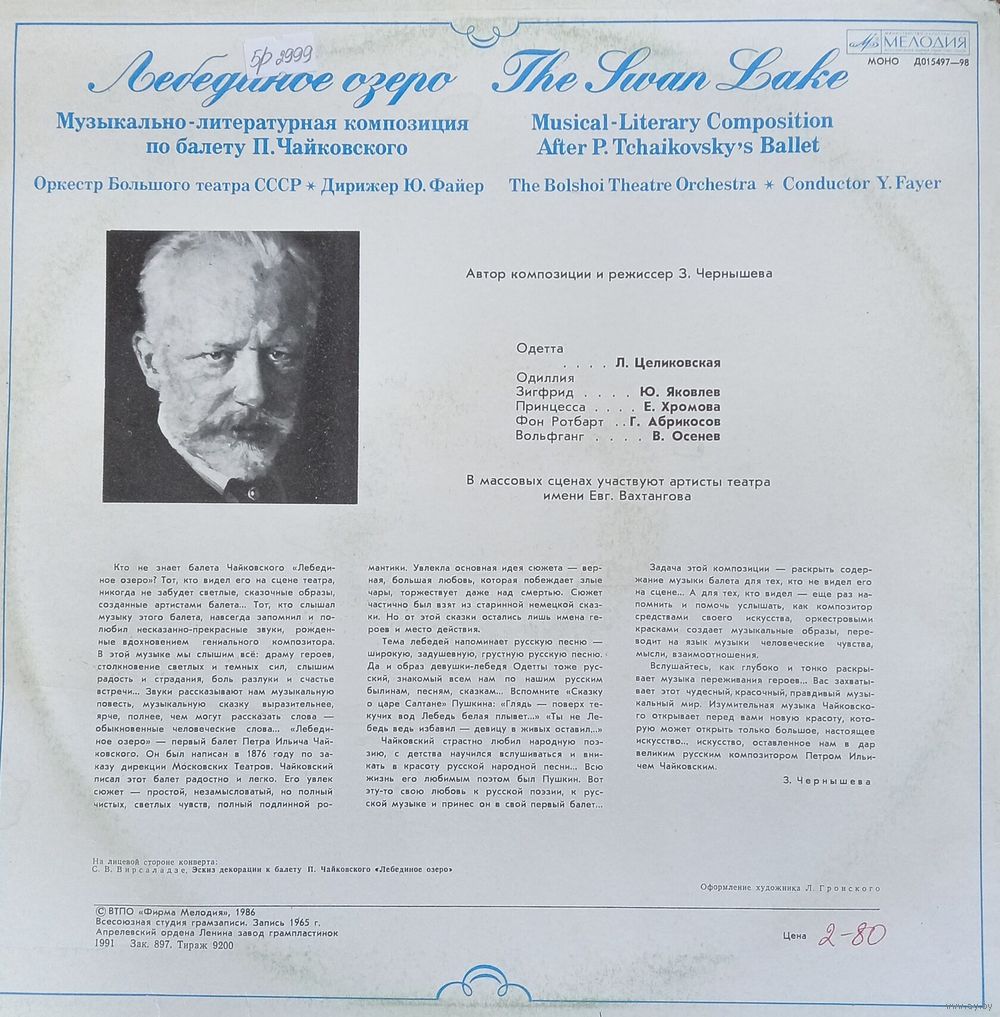 МЕЛОДИЯ
МОНО Д015497—98
бр 2999
Лебединое озеро
Музыкально-литературная композиция
по балету П.Чайковского
Оркестр Большого театра СССР * Дирижер Ю. Файер
The Swan Lake
Musical-Literary Composition
After P. Tchaikovsky's Ballet
The Bolshoi Theatre Orchestra * Conductor Y. Fayer
Автор композиции и режиссер З. Чернышева
Одетта
. . . . Л. Целиковская
Одиллия
Зигфрид . . . . Ю. Яковлев
Принцесса . . . . Е. Хромова
Фон Ротбарт . . Г. Абрикосов
Вольфганг . . . . В. Осенев
В массовых сценах участвуют артисты театра
имени Евг. Вахтангова
Кто не знает балета Чайковского «Лебеди-
ное озеро»? Тот, кто видел его на сцене театра,
никогда не забудет светлые, сказочные образы,
созданные артистами балета... Тот, кто слышал
музыку этого балета, навсегда запомнил и по-
любил несказанно-прекрасные звуки, рожден-
ные вдохновением гениального композитора.
В этой музыке мы слышим всё: драму героев,
столкновение светлых и темных сил, слышим
радость и страдания, боль разлуки и счастье
встречи... Звуки рассказывают нам музыкальную
повесть, музыкальную сказку выразительнее,
ярче, полнее, чем могут рассказать слова —
обыкновенные человеческие слова... «Лебеди-
ное озеро» — первый балет Петра Ильича Чай-
ковского. Он был написан в 1876 году по за-
казу дирекции Московских Театров. Чайковский
писал этот балет радостно и легко. Его увлек
сюжет — простой, незамысловатый, но полный
чистых, светлых чувств, полный подлинной ро-
мантики. Увлекла основная идея сюжета — вер-
ная, большая любовь, которая побеждает злые
чары, торжествует даже над смертью. Сюжет
частично был взят из старинной немецкой сказ-
ки. Но от этой сказки остались лишь имена ге-
роев и место действия.
Тема лебедей напоминает русскую песню —
широкую, задушевную, грустную русскую песню.
Да и образ девушки-лебедя Одетты тоже рус-
ский, знакомый всем нам по нашим русским
былинам, песням, сказкам... Вспомните «Сказку
о царе Салтане» Пушкина: «Глядь — поверх те-
кучих вод Лебедь белая плывет...» «Ты не Ле-
бедь ведь избавил — девицу в живых оставил...»
Чайковский страстно любил народную поэ-
зию, с детства научился вслушиваться и вни-
кать в красоту русской народной песни... Всю
жизнь его любимым поэтом был Пушкин. Вот
эту-то свою любовь к русской поэзии, к рус-
ской музыке и принес он в свой первый балет...
Задача этой композиции — раскрыть содер-
жание музыки балета для тех, кто не видел его
на сцене... А для тех, кто видел — еще раз на-
помнить и помочь услышать, как композитор
средствами своего искусства, оркестровыми
красками создает музыкальные образы, пере-
водит на язык музыки человеческие чувства,
мысли, взаимоотношения.
Вслушайтесь, как глубоко и тонко раскры-
вает музыка переживания героев... Вас захваты-
вает этот чудесный, красочный, правдивый музы-
кальный мир. Изумительная музыка Чайковско-
го открывает перед вами новую красоту, кото-
рую может открыть только большое, настоящее
искусство... искусство, оставленное нам в дар
великим русским композитором Петром Ильи-
чем Чайковским.
З. Чернышева
На лицевой стороне конверта:
С. В. Вирсаладзе, Эскиз декорации к балету П. Чайковского «Лебединое озеро»
Оформление художника Л. Гронского
© ВТПО «Фирма Мелодия», 1986
Всесоюзная студия грамзаписи. Запись 1965 г.
Апрелевский ордена Ленина завод грампластинок
1991 Зак. 897. Тираж 9200
Цена 2-80
www.ay.by